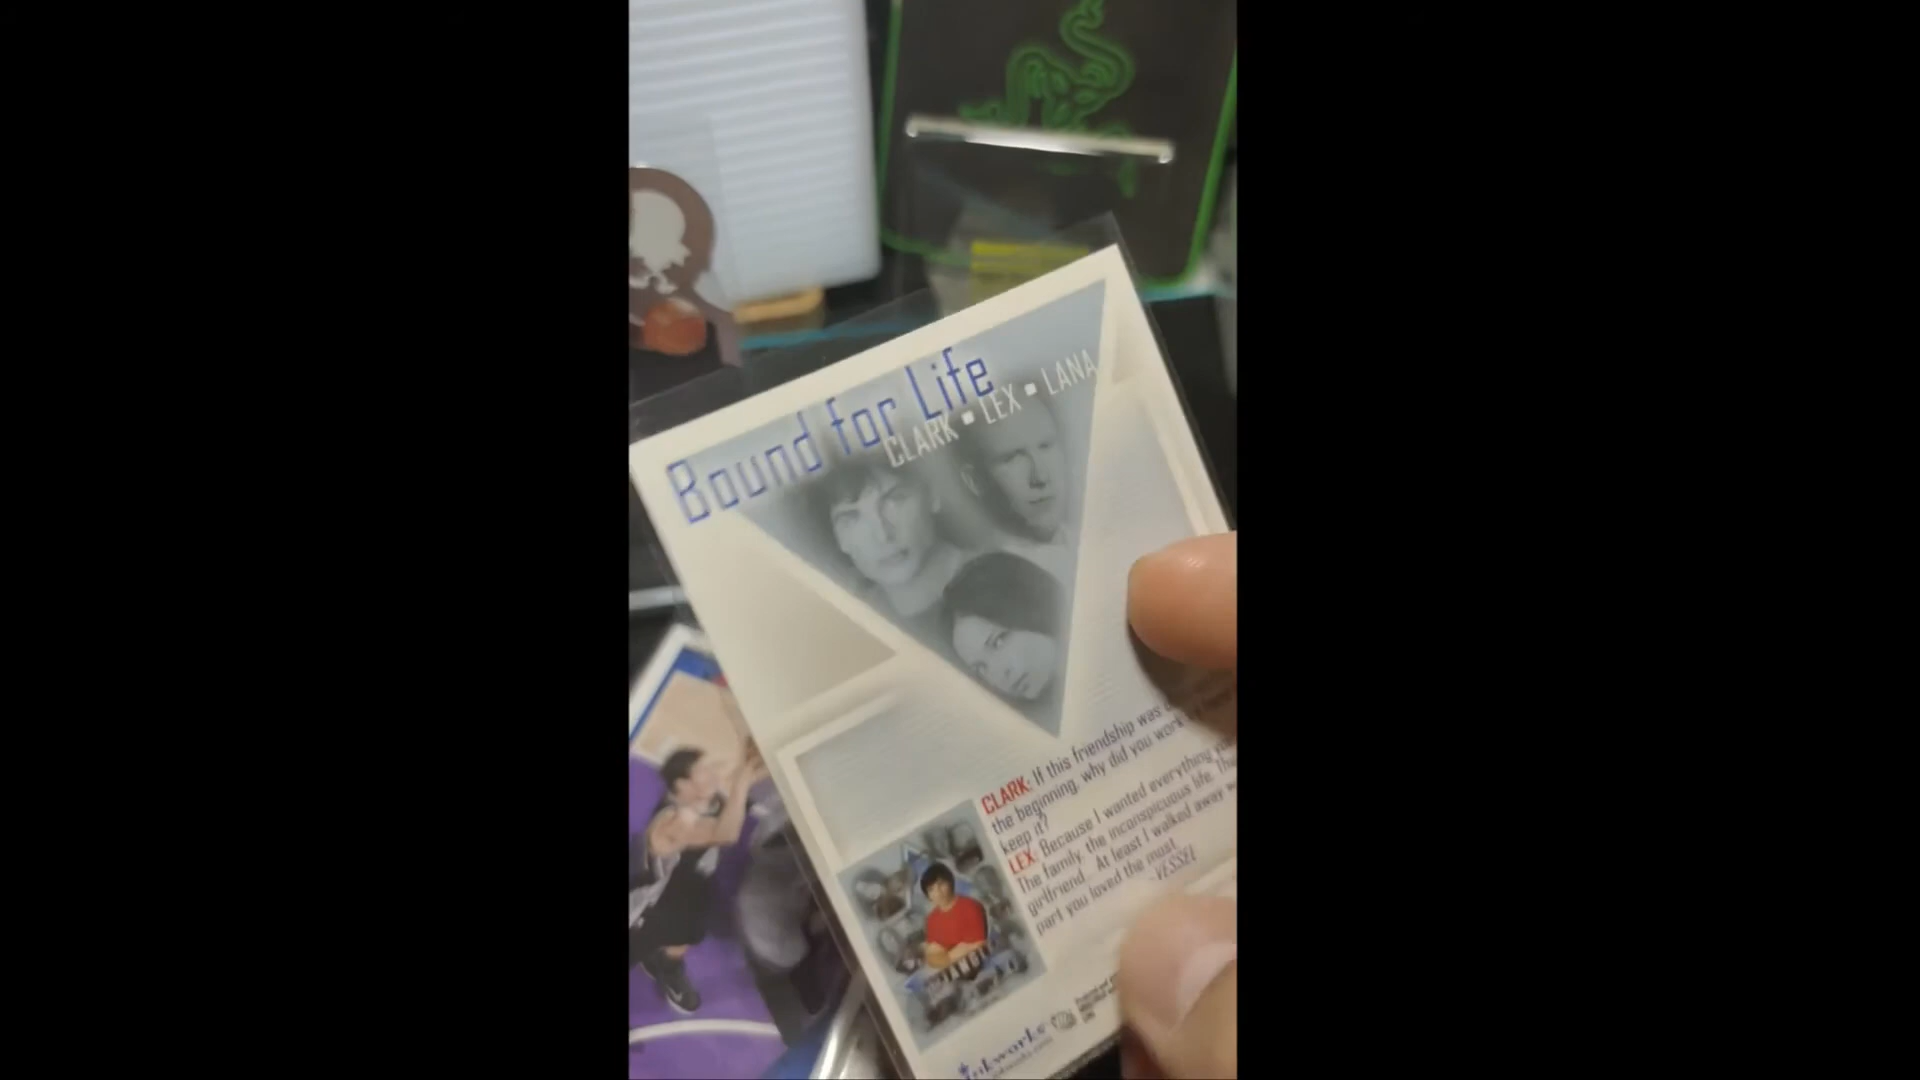 Bound for Life
CLARK ▪ LEX ▪ LANA
CLARK: If this friendship was
the beginning, why did you work
keep it?
LEX: Because I wanted everything
The family, the inconspicuous life. The
girlfriend... At least I walked away
part you loved the most.
-VESSEL
inkworks